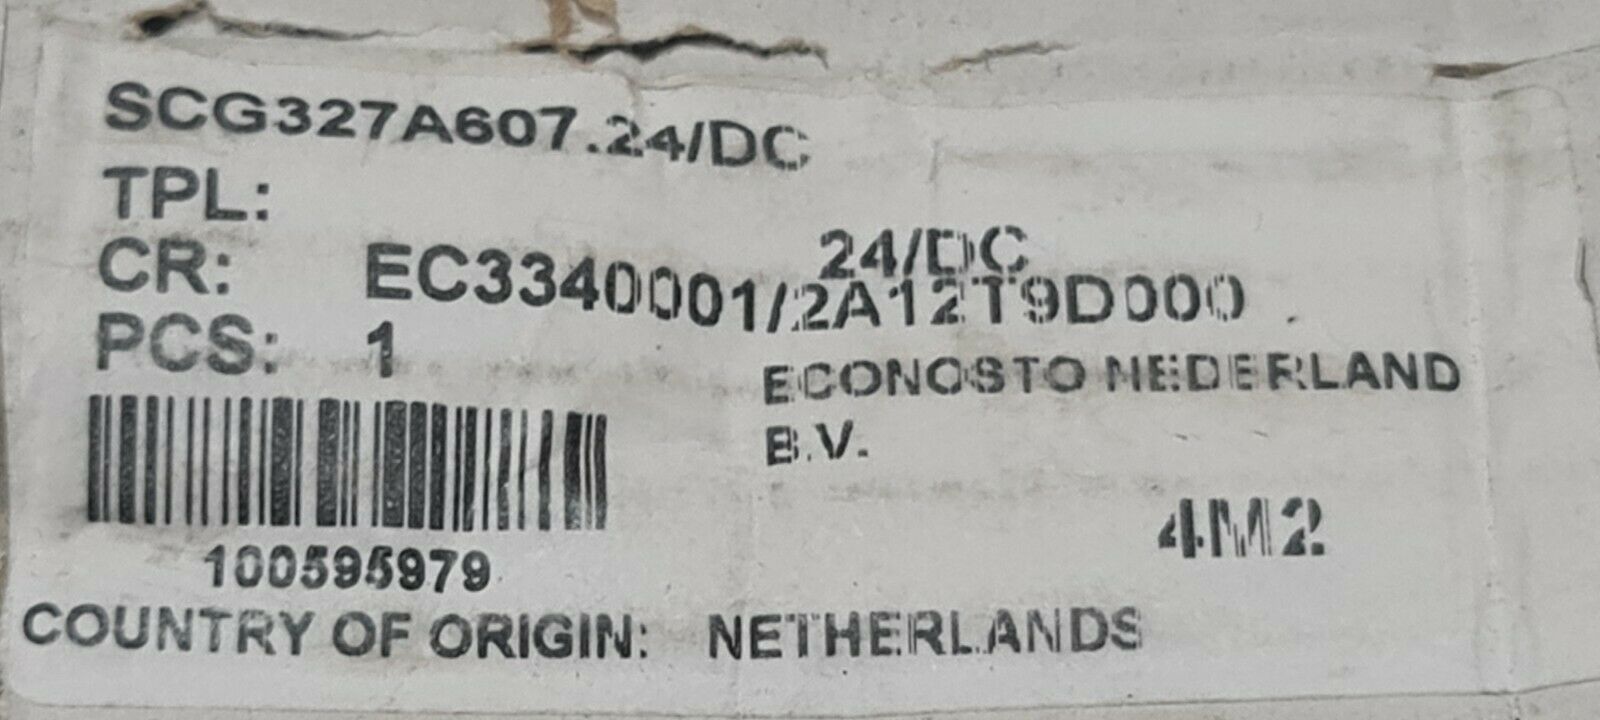 SCG327A607.24/DC
TPL:
24/DC
CR: EC3340001/2A12T9D000
PCS: 1
ECONOSTO NEDERLAND
B.V.
4M2
100595979
COUNTRY OF ORIGIN: NETHERLANDS